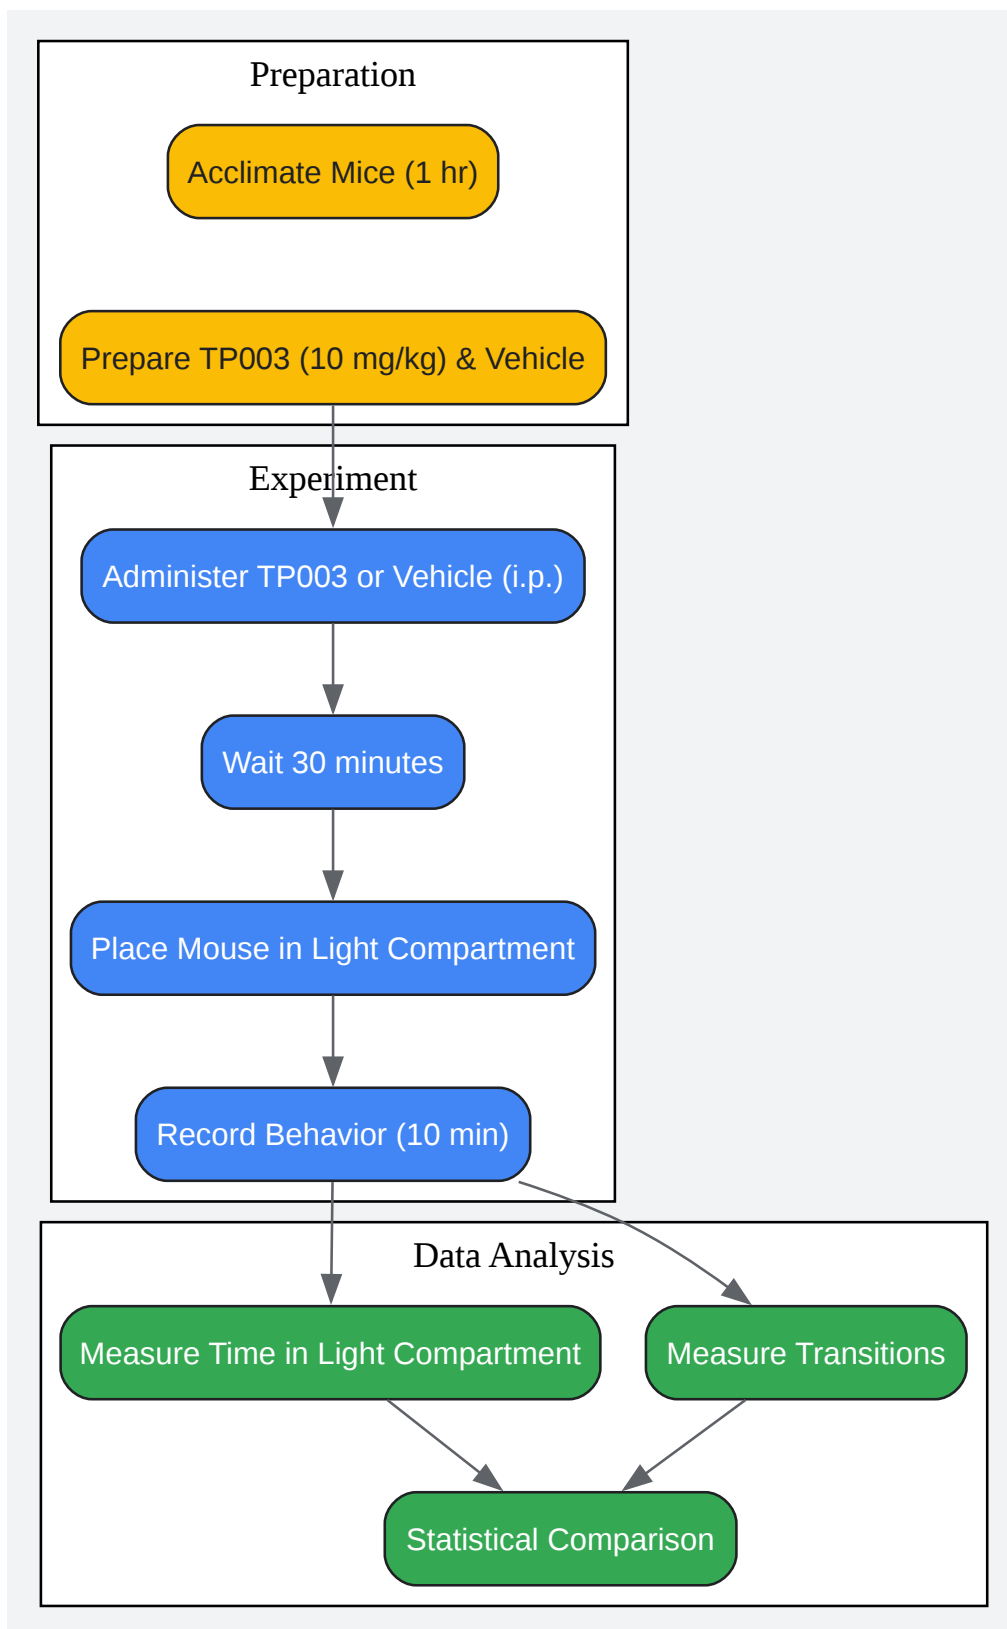 Preparation
Acclimate Mice (1 hr)
Prepare TP003 (10 mg/kg) & Vehicle
Experiment
Administer TP003 or Vehicle (i.p.)
Wait 30 minutes
Place Mouse in Light Compartment
Record Behavior (10 min)
Data Analysis
Measure Time in Light Compartment
Measure Transitions
Statistical Comparison